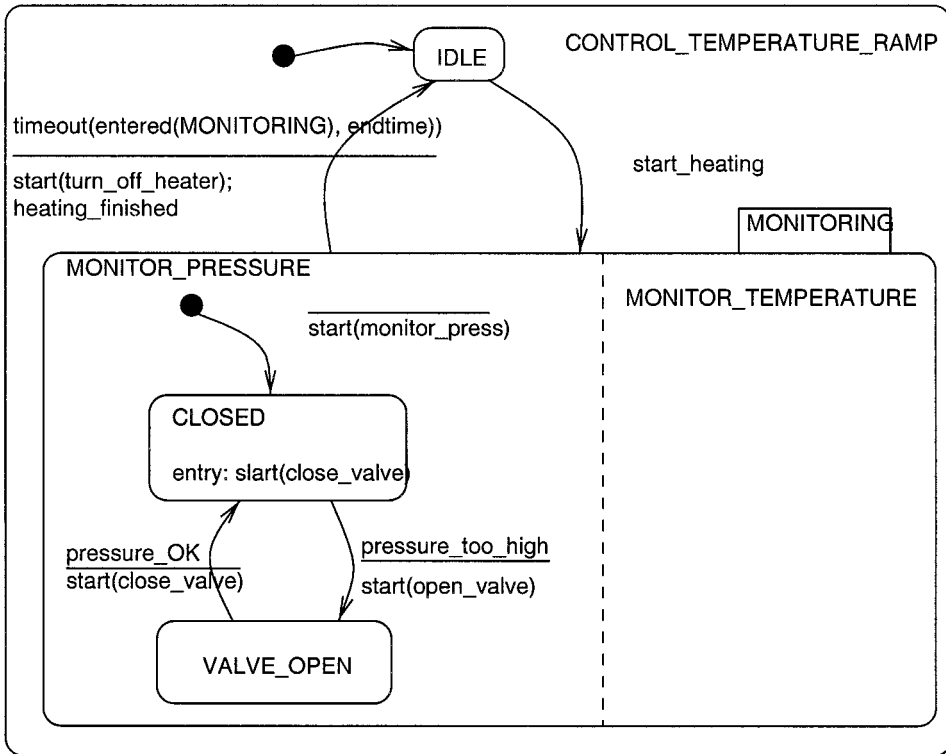 IDLE
CONTROL_TEMPERATURE_RAMP
timeout(entered(MONITORING), endtime))
start(turn_off_heater);
heating_finished
start_heating
MONITORING
MONITOR_PRESSURE
MONITOR_TEMPERATURE
start(monitor_press)
CLOSED
entry: slart(close_valve)
pressure_OK
start(close_valve)
pressure_too_high
start(open_valve)
VALVE_OPEN